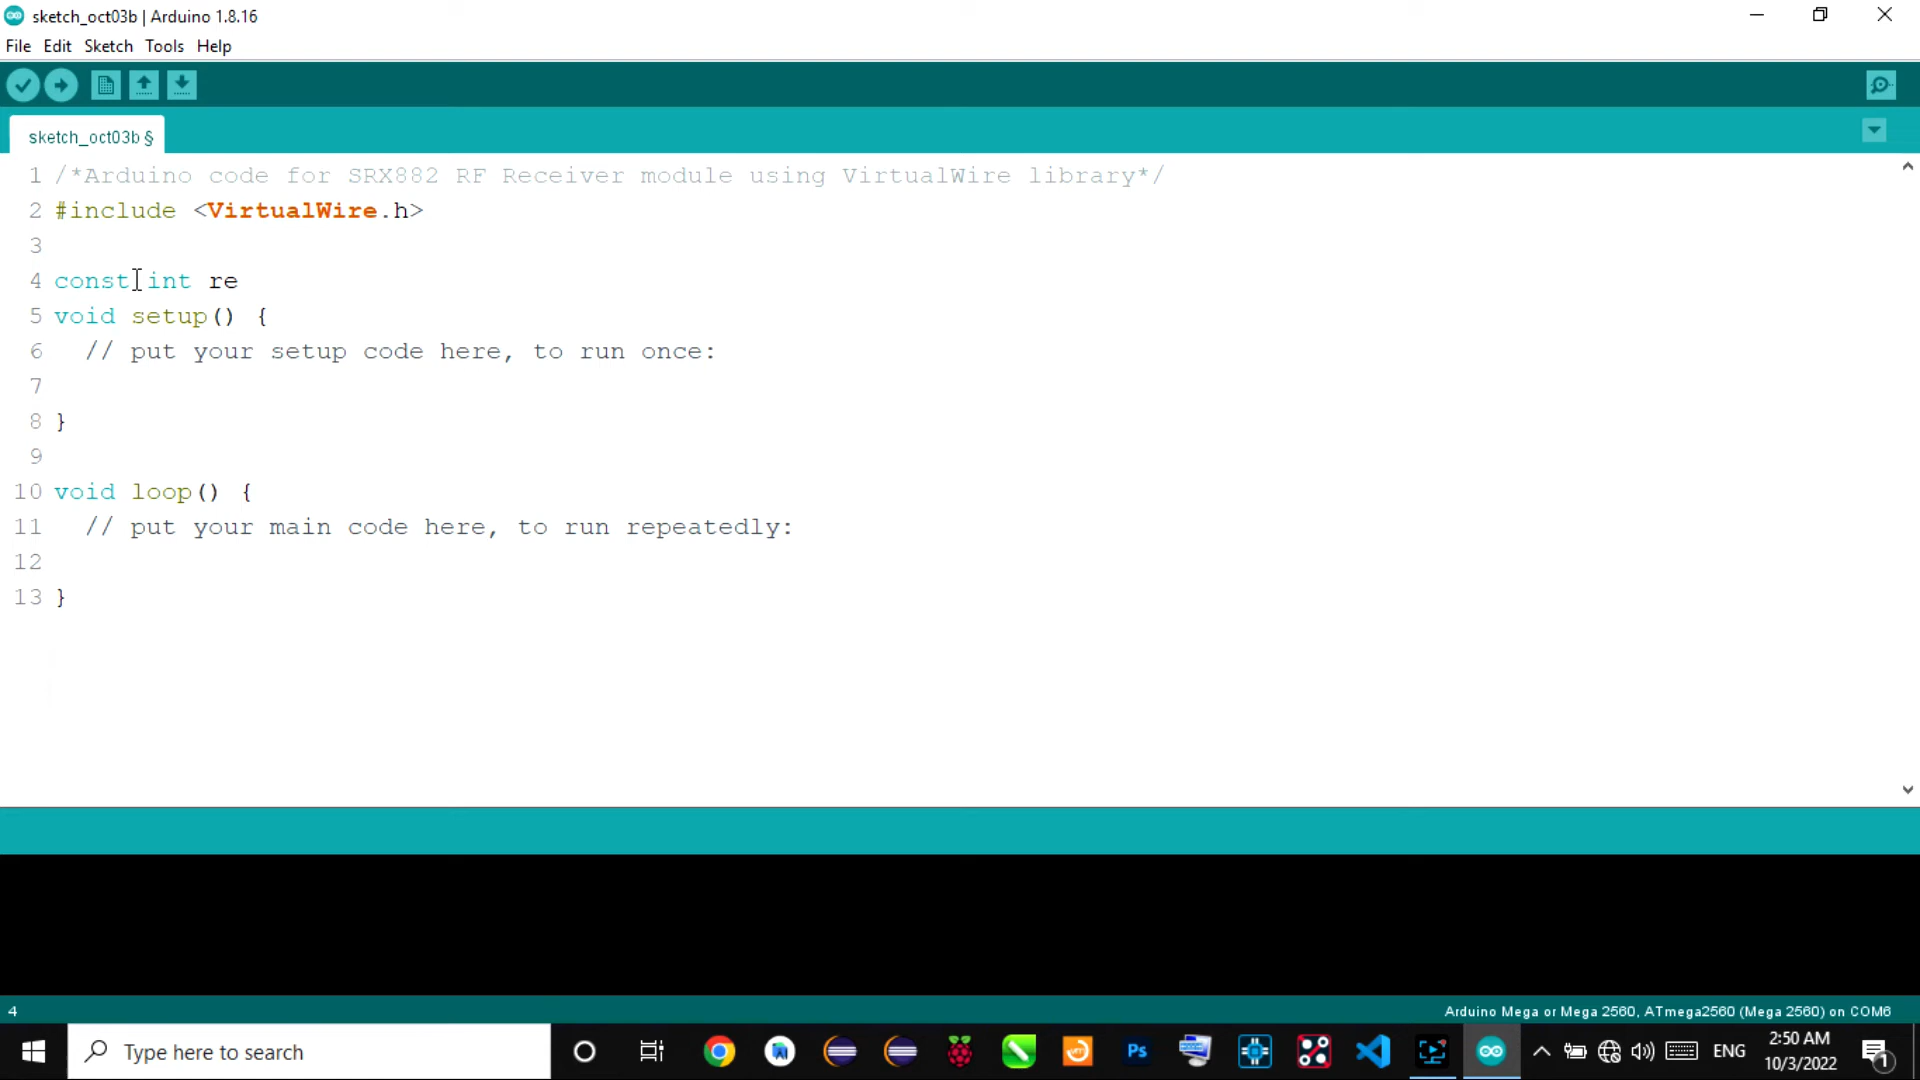 sketch_oct03b | Arduino 1.8.16
File Edit Sketch Tools Help
sketch_oct03b §
1 /*Arduino code for SRX882 RF Receiver module using VirtualWire library*/
2 #include <VirtualWire.h>
3
4 const int re
5 void setup() {
6 // put your setup code here, to run once:
7
8 }
9
10 void loop() {
11 // put your main code here, to run repeatedly:
12
13 }
4 Arduino Mega or Mega 2560, ATmega2560 (Mega 2560) on COM6
Type here to search
Ps
ENG
2:50 AM
10/3/2022
1